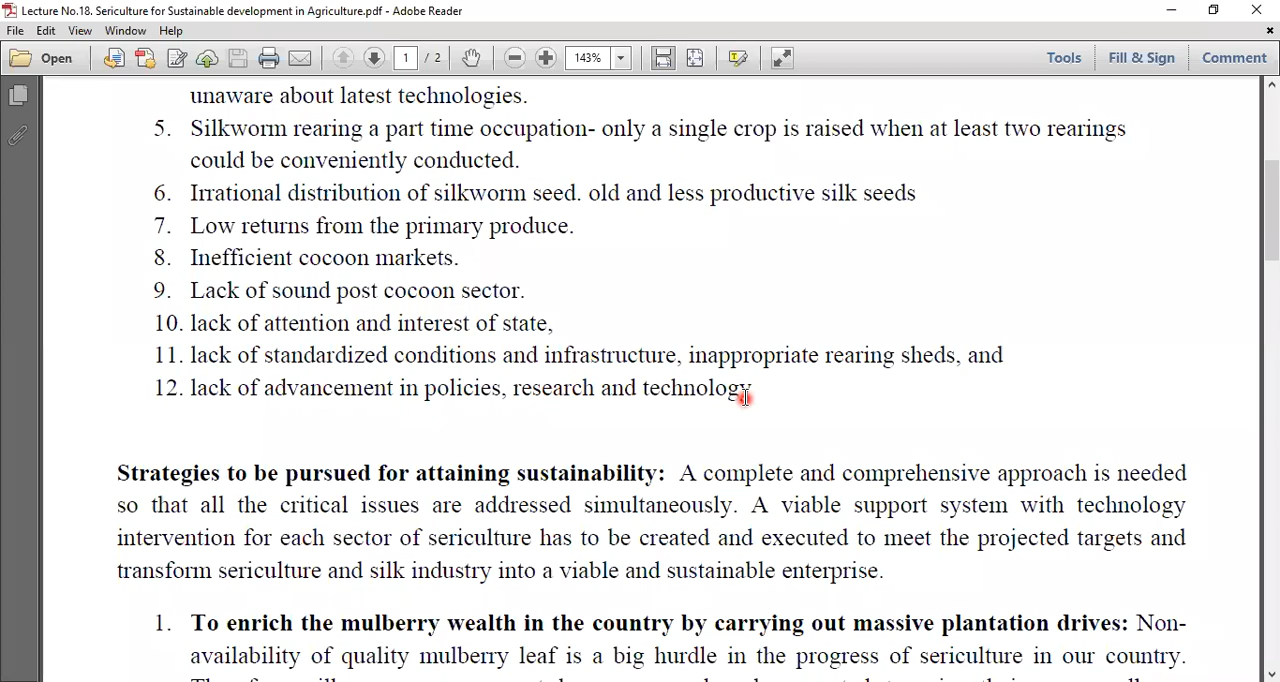 Lecture No.18. Sericulture for Sustainable development in Agriculture.pdf - Adobe Reader
File Edit View Window Help
Open 1 / 2 143% Tools Fill & Sign Comment
unaware about latest technologies.
5. Silkworm rearing a part time occupation- only a single crop is raised when at least two rearings
could be conveniently conducted.
6. Irrational distribution of silkworm seed. old and less productive silk seeds
7. Low returns from the primary produce.
8. Inefficient cocoon markets.
9. Lack of sound post cocoon sector.
10. lack of attention and interest of state,
11. lack of standardized conditions and infrastructure, inappropriate rearing sheds, and
12. lack of advancement in policies, research and technology
Strategies to be pursued for attaining sustainability: A complete and comprehensive approach is needed
so that all the critical issues are addressed simultaneously. A viable support system with technology
intervention for each sector of sericulture has to be created and executed to meet the projected targets and
transform sericulture and silk industry into a viable and sustainable enterprise.
1. To enrich the mulberry wealth in the country by carrying out massive plantation drives: Non-
availability of quality mulberry leaf is a big hurdle in the progress of sericulture in our country.